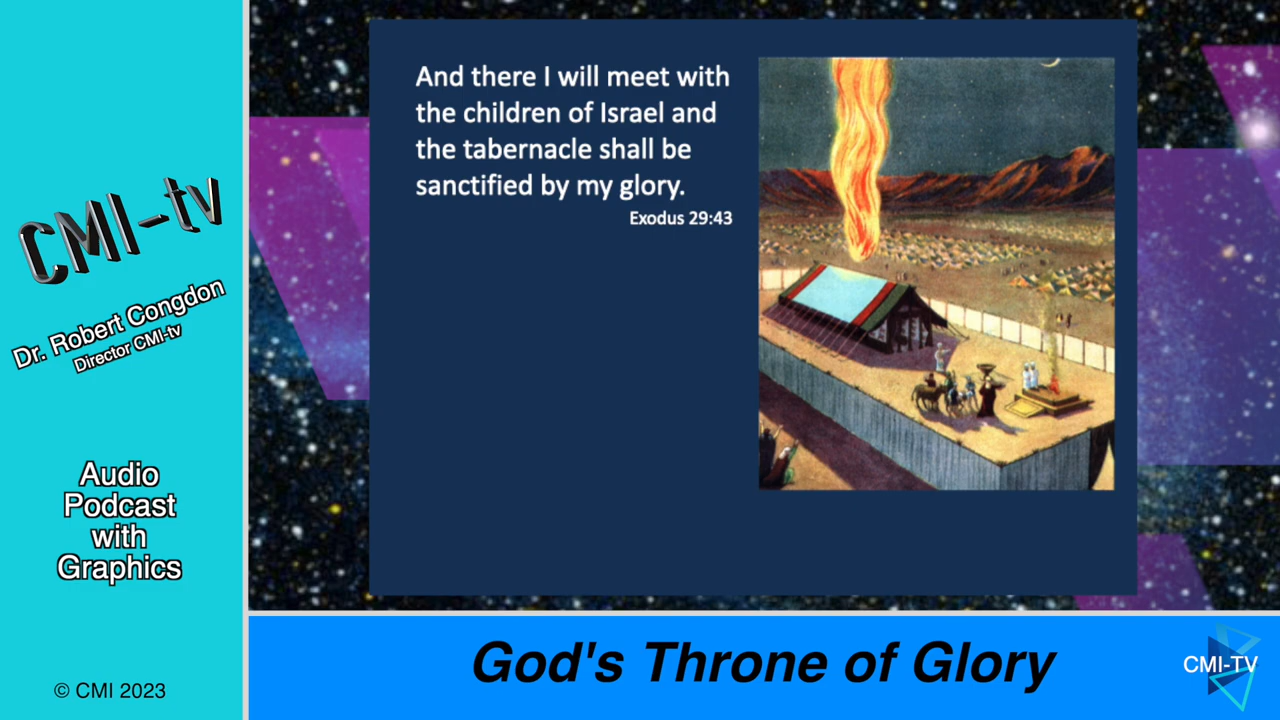 CMI-tv
Dr. Robert Congdon
Director CMI-tv
Audio
Podcast
with
Graphics
© CMI 2023
And there I will meet with
the children of Israel and
the tabernacle shall be
sanctified by my glory.
Exodus 29:43
God's Throne of Glory
CMI-TV